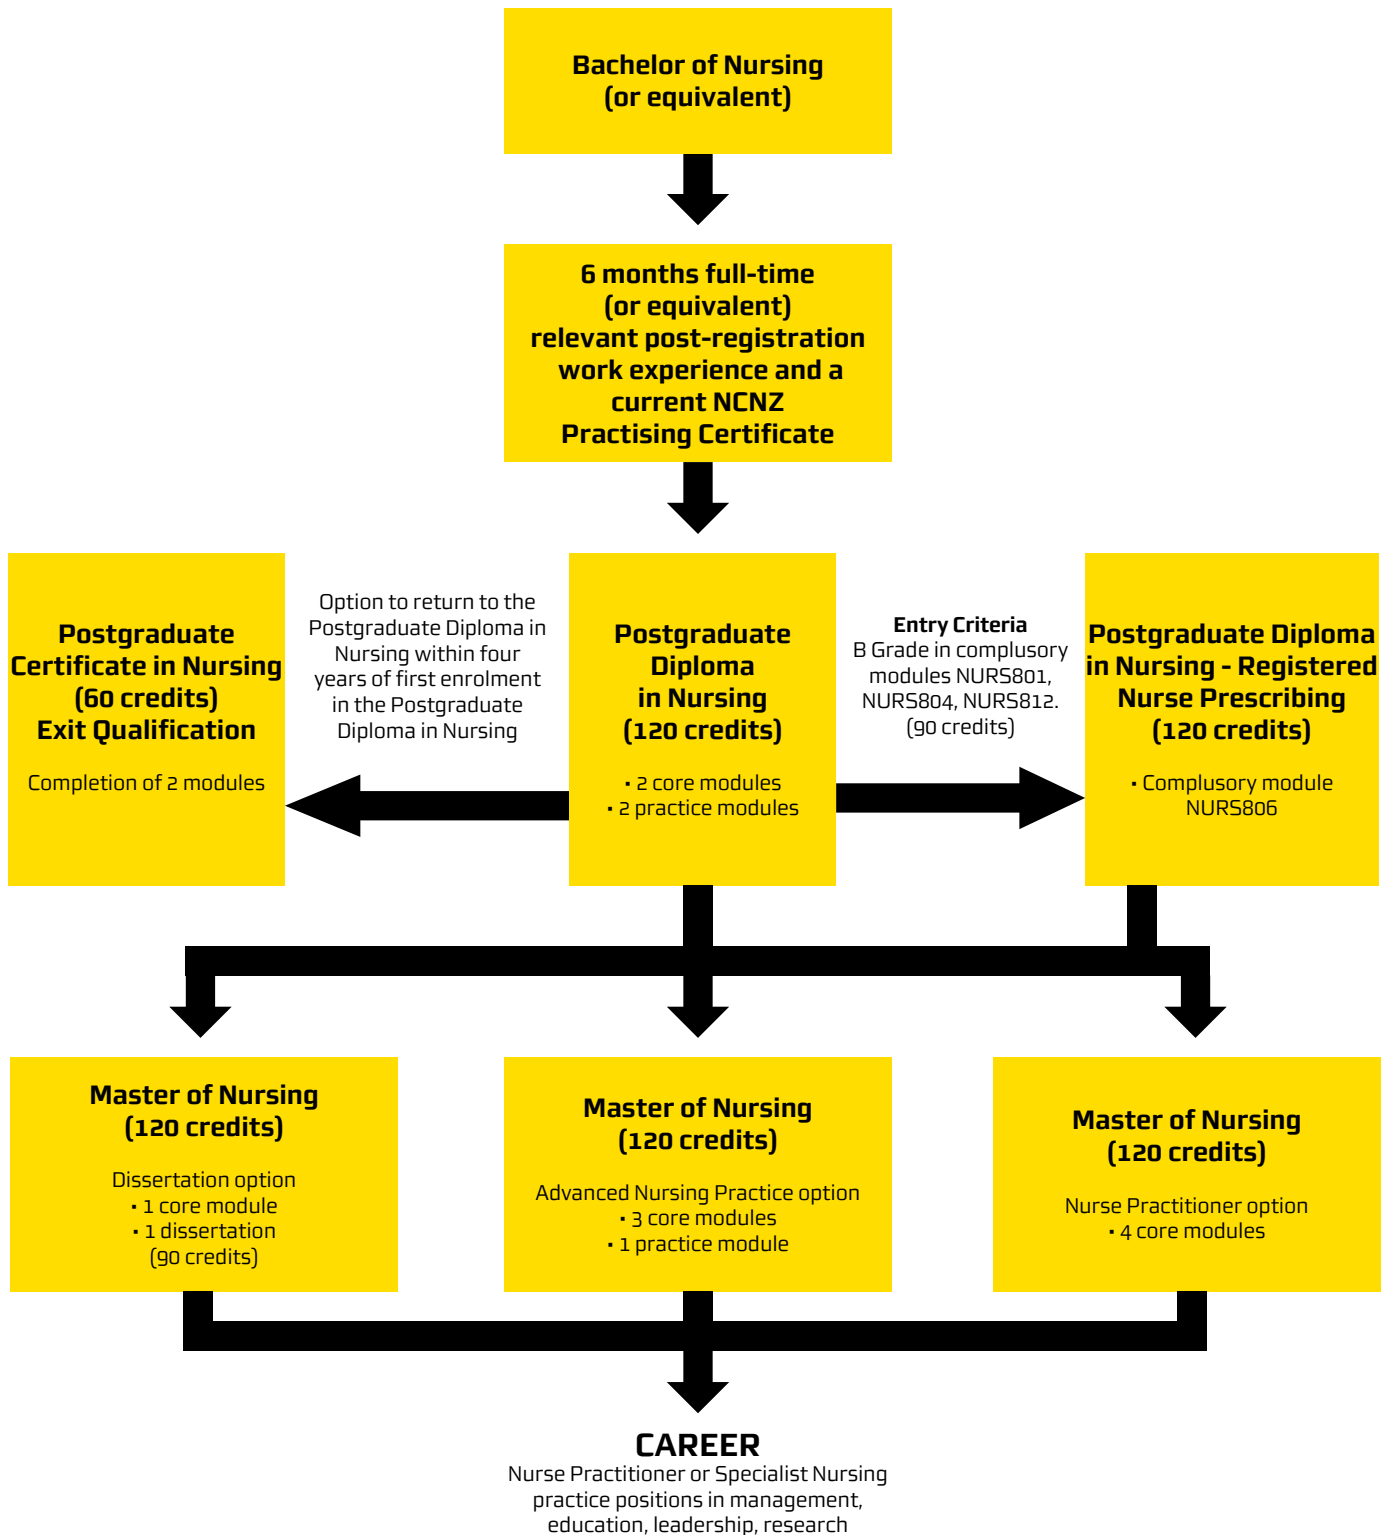 Bachelor of Nursing
(or equivalent)
6 months full-time
(or equivalent)
relevant post-registration
work experience and a
current NCNZ
Practising Certificate
Postgraduate
Certificate in Nursing
(60 credits)
Exit Qualification
Completion of 2 modules
Option to return to the
Postgraduate Diploma in
Nursing within four
years of first enrolment
in the Postgraduate
Diploma in Nursing
Postgraduate
Diploma
in Nursing
(120 credits)
• 2 core modules
• 2 practice modules
Entry Criteria
B Grade in complusory
modules NURS801,
NURS804, NURS812.
(90 credits)
Postgraduate Diploma
in Nursing - Registered
Nurse Prescribing
(120 credits)
• Complusory module
NURS806
Master of Nursing
(120 credits)
Dissertation option
• 1 core module
• 1 dissertation
(90 credits)
Master of Nursing
(120 credits)
Advanced Nursing Practice option
• 3 core modules
• 1 practice module
Master of Nursing
(120 credits)
Nurse Practitioner option
• 4 core modules
CAREER
Nurse Practitioner or Specialist Nursing
practice positions in management,
education, leadership, research